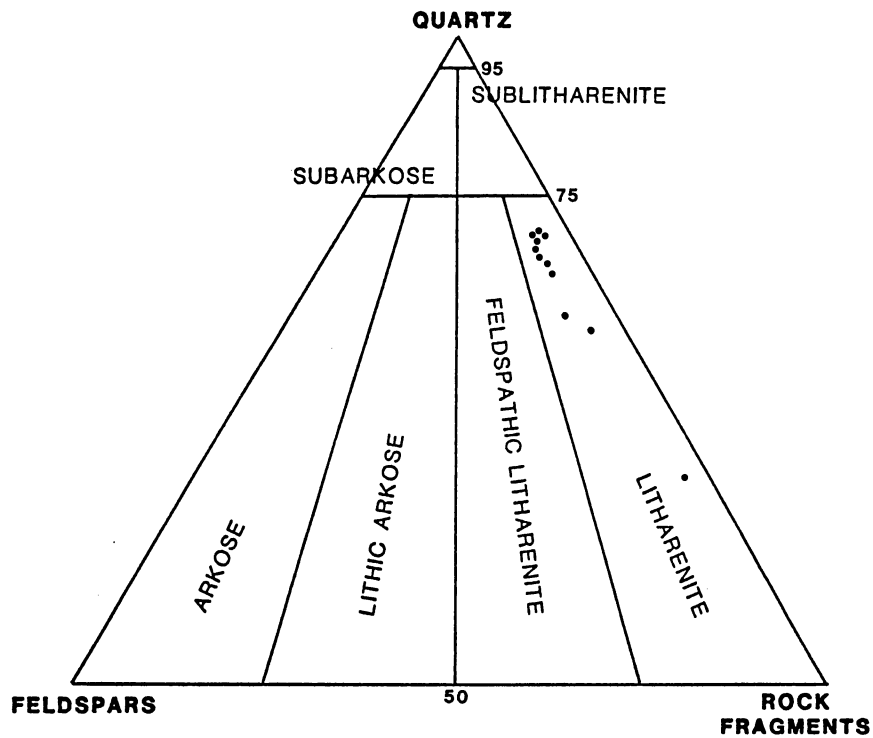 QUARTZ
95
SUBLITHARENITE
SUBARKOSE
75
FELDSPATHIC LITHARENITE
LITHIC ARKOSE
ARKOSE
LITHARENITE
50
FELDSPARS
ROCK
FRAGMENTS